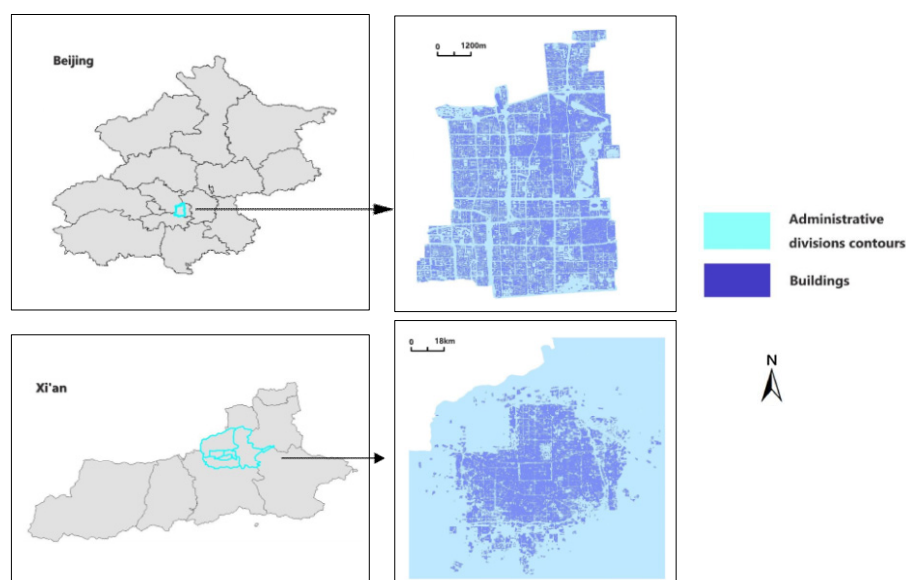 Beijing
0 1200m
Administrative
divisions contours
Buildings
Xi'an
0 18km
N